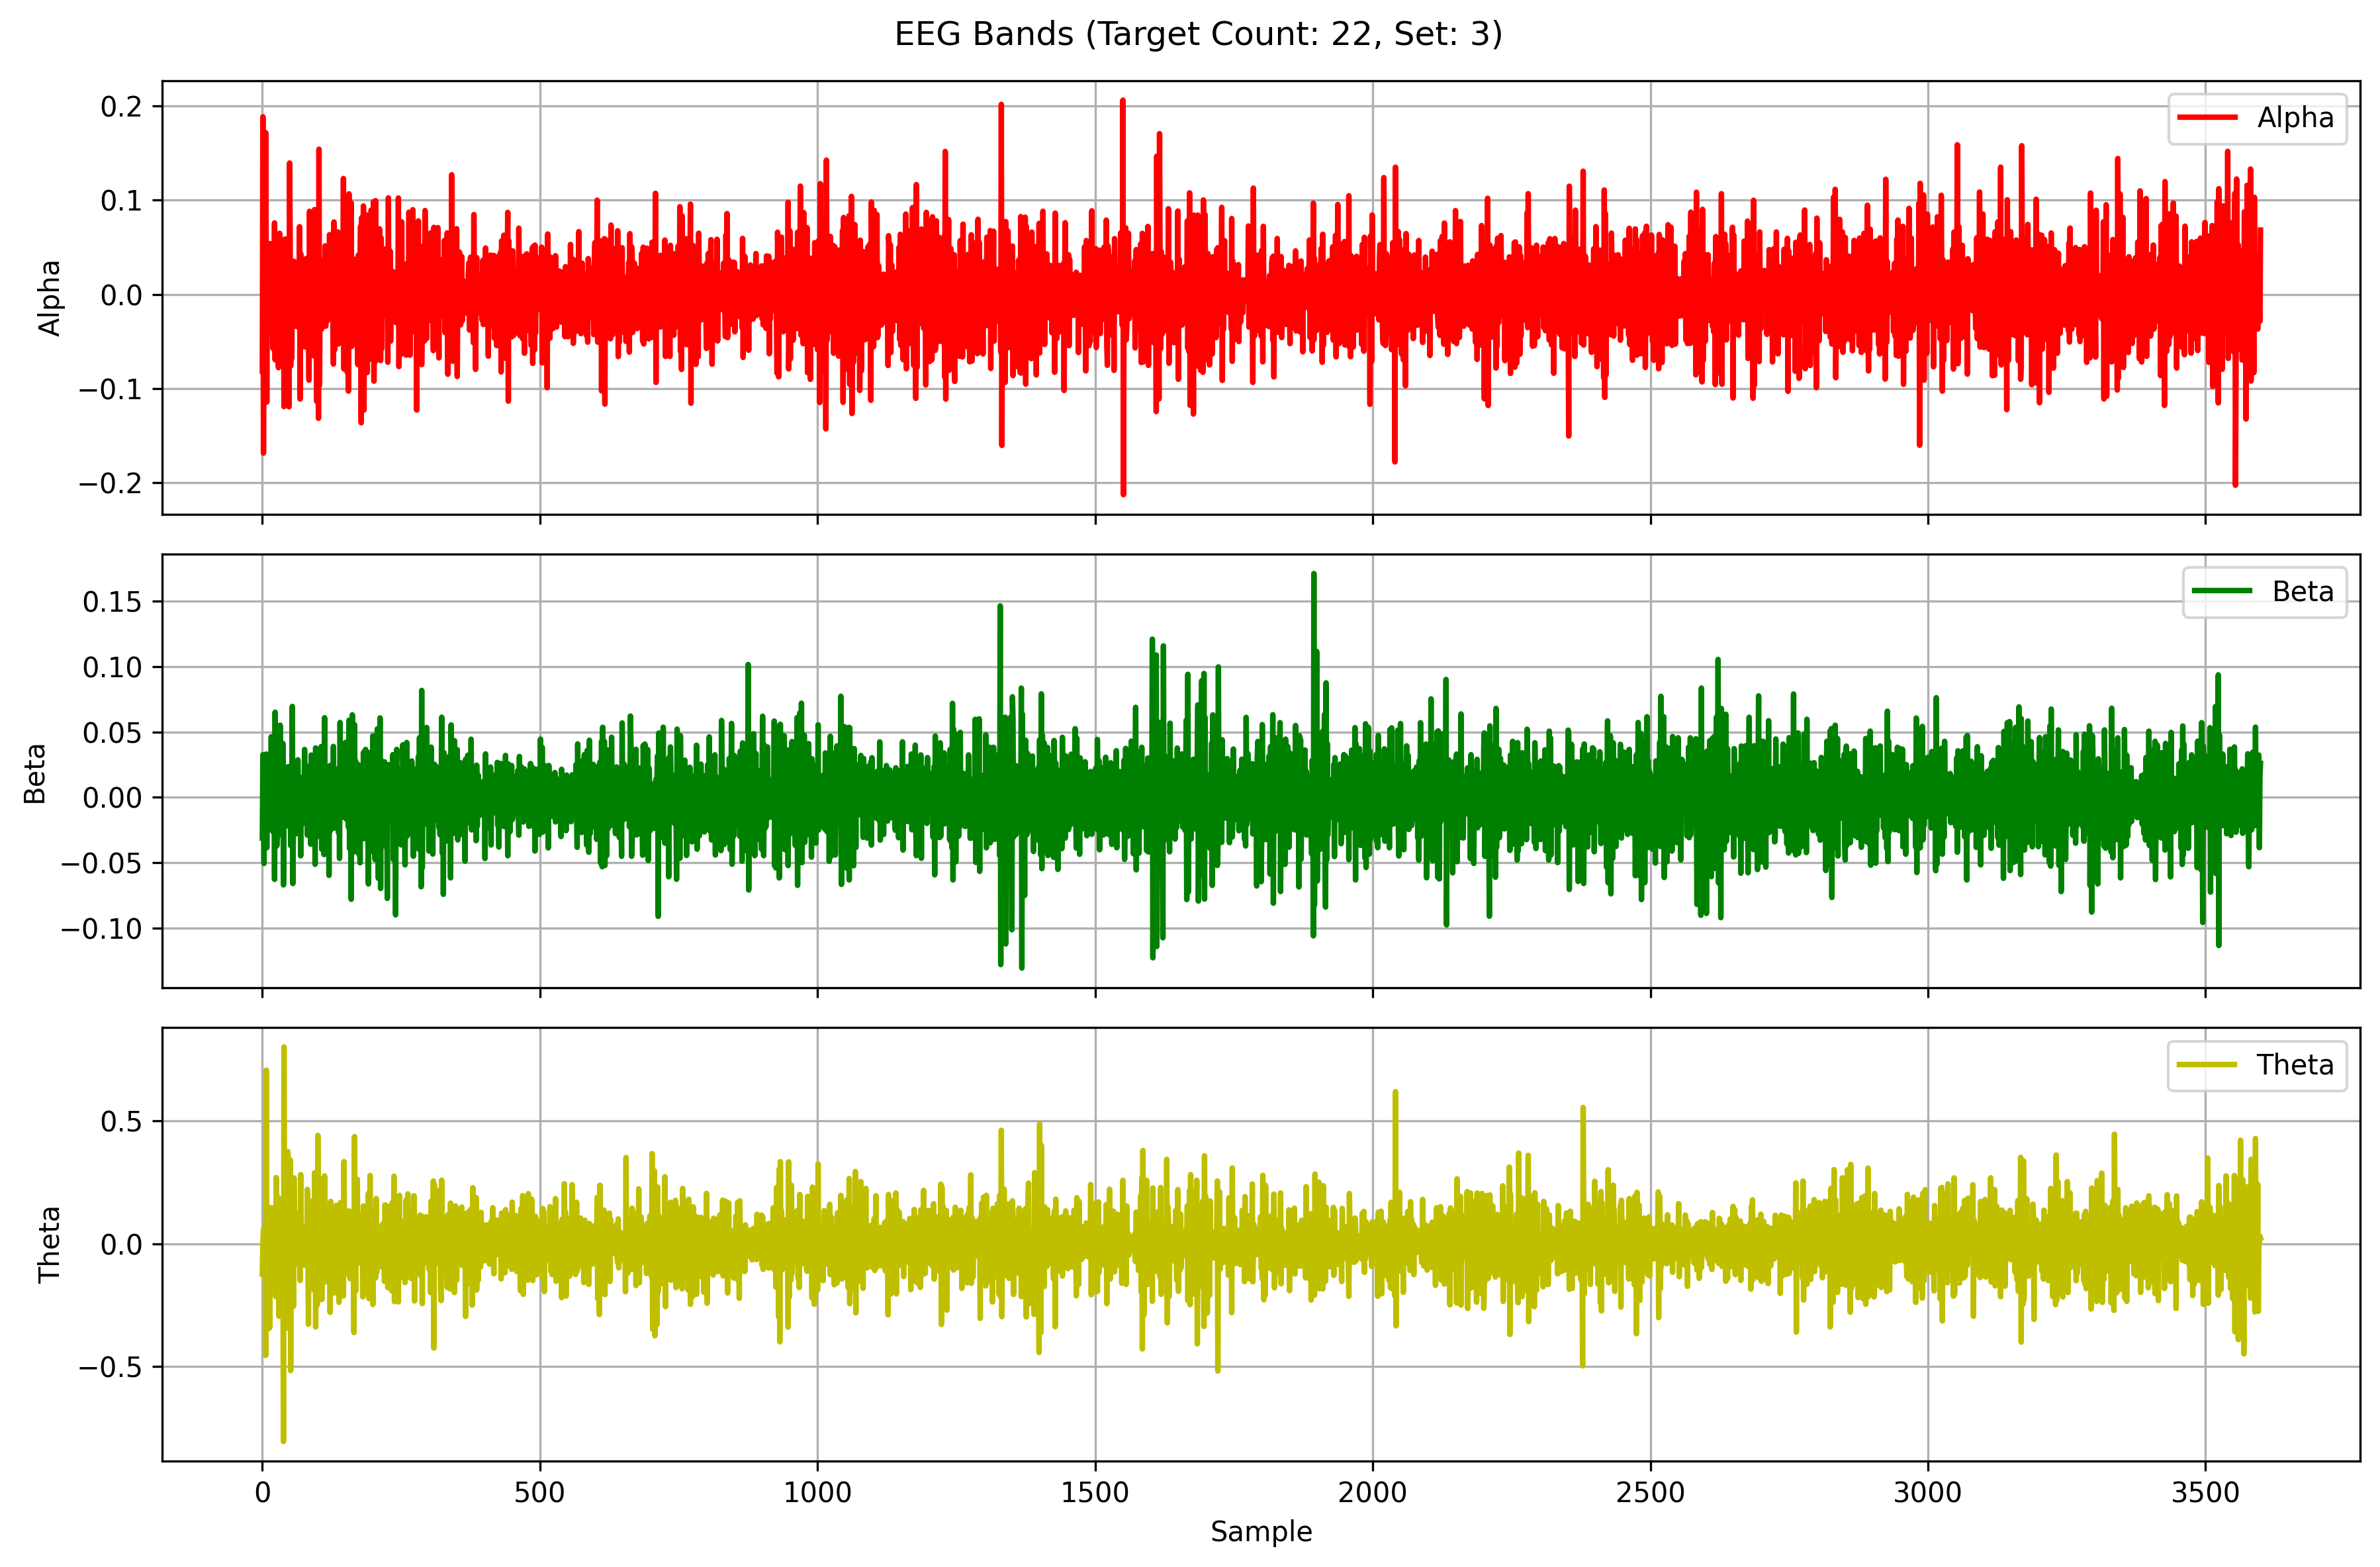 EEG Bands (Target Count: 22, Set: 3)
Alpha
0.2
0.1
0.0
−0.1
−0.2
Alpha
Beta
0.15
0.10
0.05
0.00
−0.05
−0.10
Beta
Theta
0.5
0.0
−0.5
Theta
0 500 1000 1500 2000 2500 3000 3500
Sample